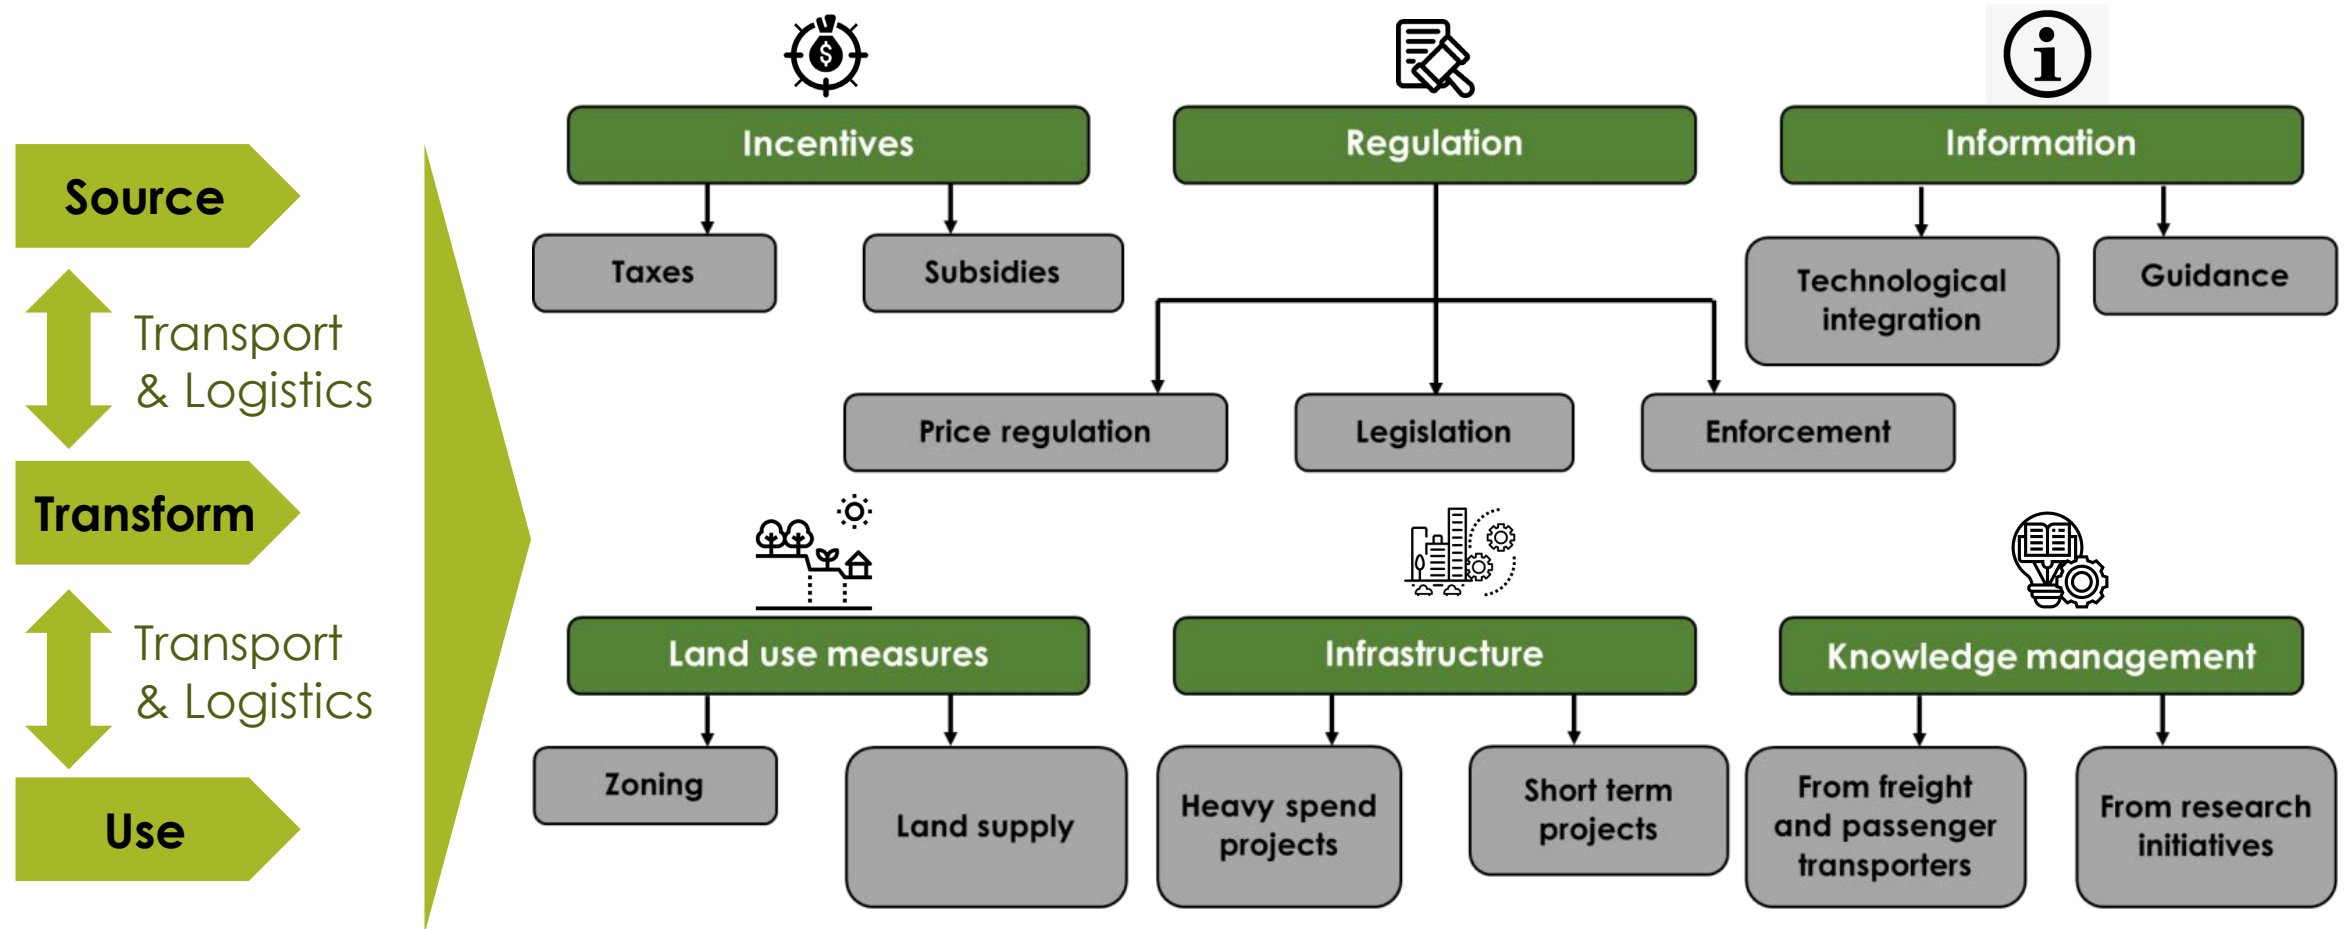 Source
Transport
& Logistics
Transform
Transport
& Logistics
Use
$
Incentives
Taxes
Subsidies
Regulation
Price regulation
Legislation
Enforcement
i
Information
Technological
integration
Guidance
Land use measures
Zoning
Land supply
Infrastructure
Heavy spend
projects
Short term
projects
Knowledge management
From freight
and passenger
transporters
From research
initiatives